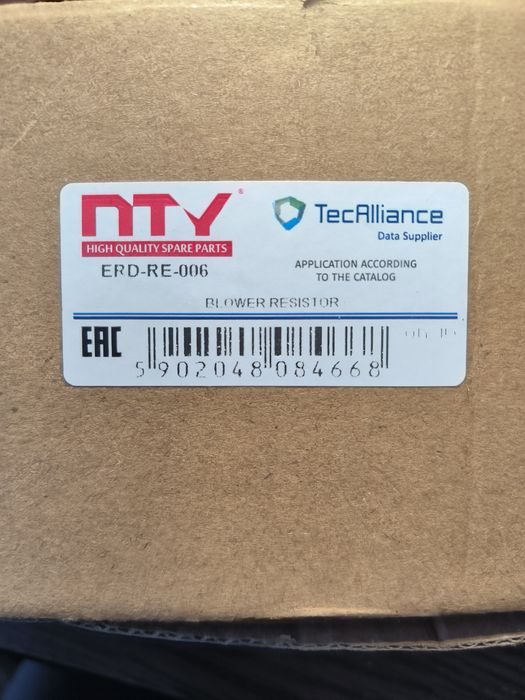 NTY ®
HIGH QUALITY SPARE PARTS
ERD-RE-006
TecAlliance
Data Supplier
APPLICATION ACCORDING
TO THE CATALOG
BLOWER RESISTOR
EAC
5 902048 084668